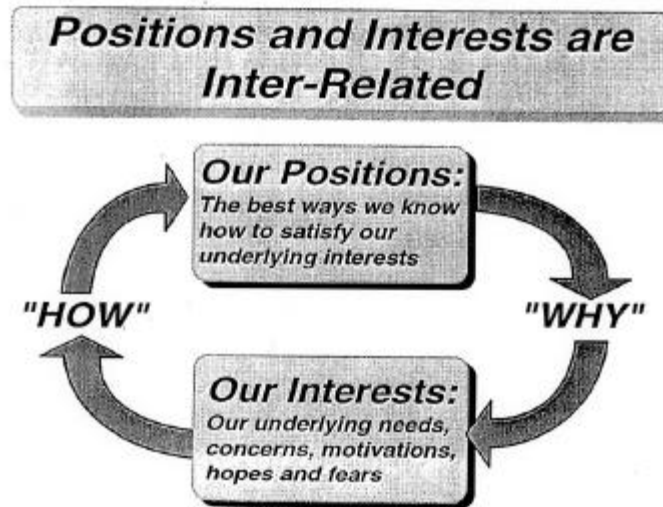 Positions and Interests are
Inter-Related
Our Positions:
The best ways we know
how to satisfy our
underlying interests
"HOW"
"WHY"
Our Interests:
Our underlying needs,
concerns, motivations,
hopes and fears